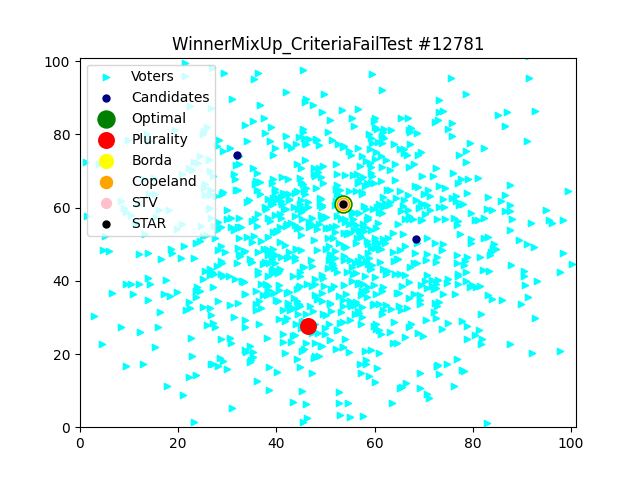 WinnerMixUp_CriteriaFailTest #12781
100
80
60
40
20
0
0 20 40 60 80 100
Voters
Candidates
Optimal
Plurality
Borda
Copeland
STV
STAR